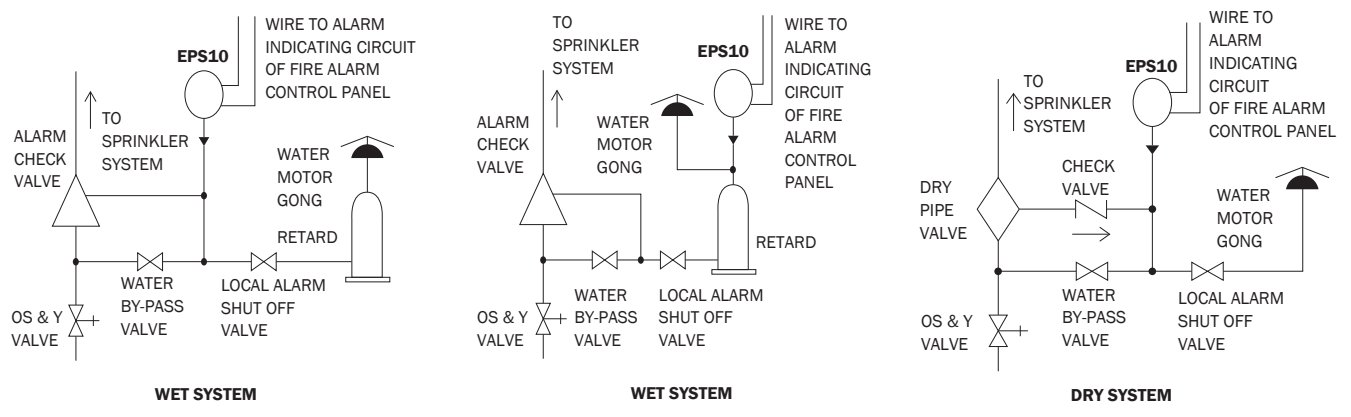 WIRE TO ALARM
INDICATING CIRCUIT
OF FIRE ALARM
CONTROL PANEL
EPS10
TO
SPRINKLER
SYSTEM
ALARM
CHECK
VALVE
WATER
MOTOR
GONG
RETARD
WATER
BY-PASS
VALVE
LOCAL ALARM
SHUT OFF
VALVE
OS & Y
VALVE
WET SYSTEM
TO
SPRINKLER
SYSTEM
EPS10
WIRE TO
ALARM
INDICATING
CIRCUIT
OF FIRE
ALARM
CONTROL
PANEL
ALARM
CHECK
VALVE
WATER
MOTOR
GONG
RETARD
WATER
BY-PASS
VALVE
LOCAL ALARM
SHUT OFF
VALVE
OS & Y
VALVE
WET SYSTEM
WIRE TO
ALARM
INDICATING
CIRCUIT
OF FIRE ALARM
CONTROL PANEL
EPS10
TO
SPRINKLER
SYSTEM
CHECK
VALVE
DRY
PIPE
VALVE
WATER
MOTOR
GONG
WATER
BY-PASS
VALVE
LOCAL ALARM
SHUT OFF
VALVE
OS & Y
VALVE
DRY SYSTEM